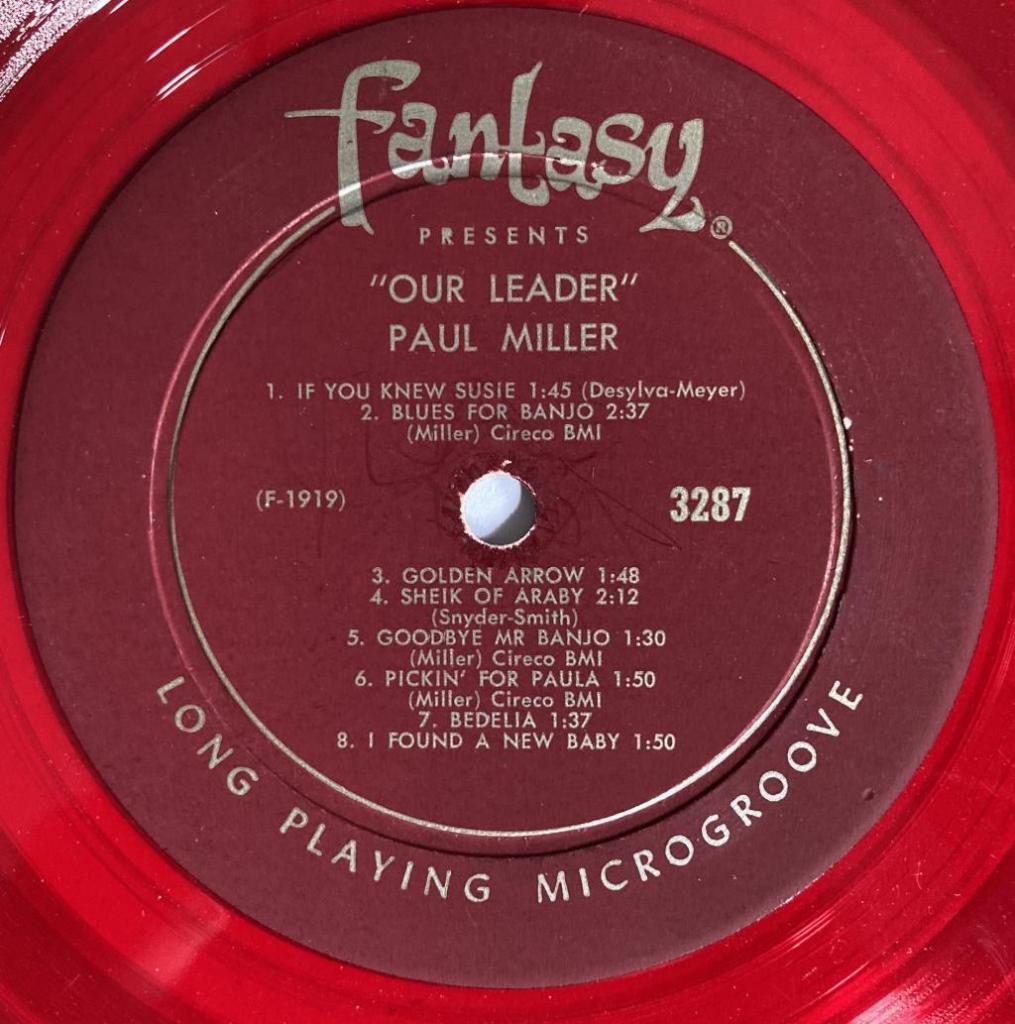 fantasy®
PRESENTS
"OUR LEADER"
PAUL MILLER
1. IF YOU KNEW SUSIE 1:45 (Desylva-Meyer)
2. BLUES FOR BANJO 2:37
(Miller) Cireco BMI
(F-1919)
3287
3. GOLDEN ARROW 1:48
4. SHEIK OF ARABY 2:12
(Snyder-Smith)
5. GOODBYE MR BANJO 1:30
(Miller) Cireco BMI
6. PICKIN' FOR PAULA 1:50
(Miller) Cireco BMI
7. BEDELIA 1:37
8. I FOUND A NEW BABY 1:50
LONG PLAYING MICROGROOVE